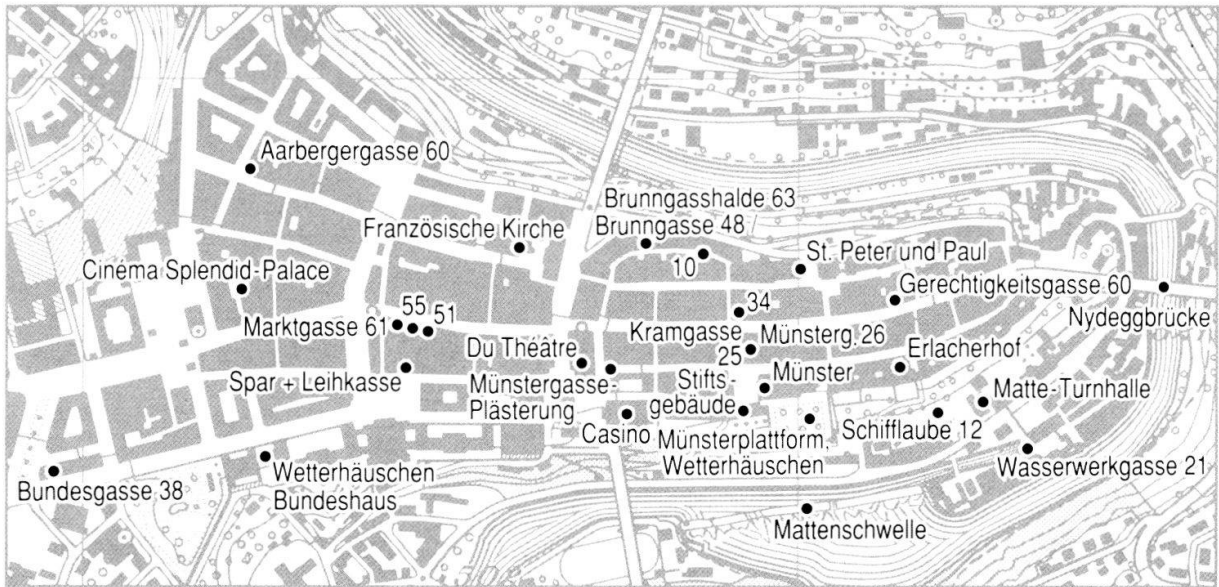 Aarbergergasse 60
Brunngasshalde 63
Französische Kirche
Brunngasse 48
10
St. Peter und Paul
Cinéma Splendid-Palace
Gerechtigkeitsgasse 60
34
55
51
Marktgasse 61
Kramgasse
25
Münsterg. 26
Nydeggbrücke
Du Théâtre
Erlacherhof
Spar + Leihkasse
Münstergasse-
Plästerung
Stifts-
gebäude
Münster
Matte-Turnhalle
Casino
Münsterplattform,
Wetterhäuschen
Schifflaube 12
Wasserwerkgasse 21
Wetterhäuschen
Bundeshaus
Bundesgasse 38
Mattenschwelle